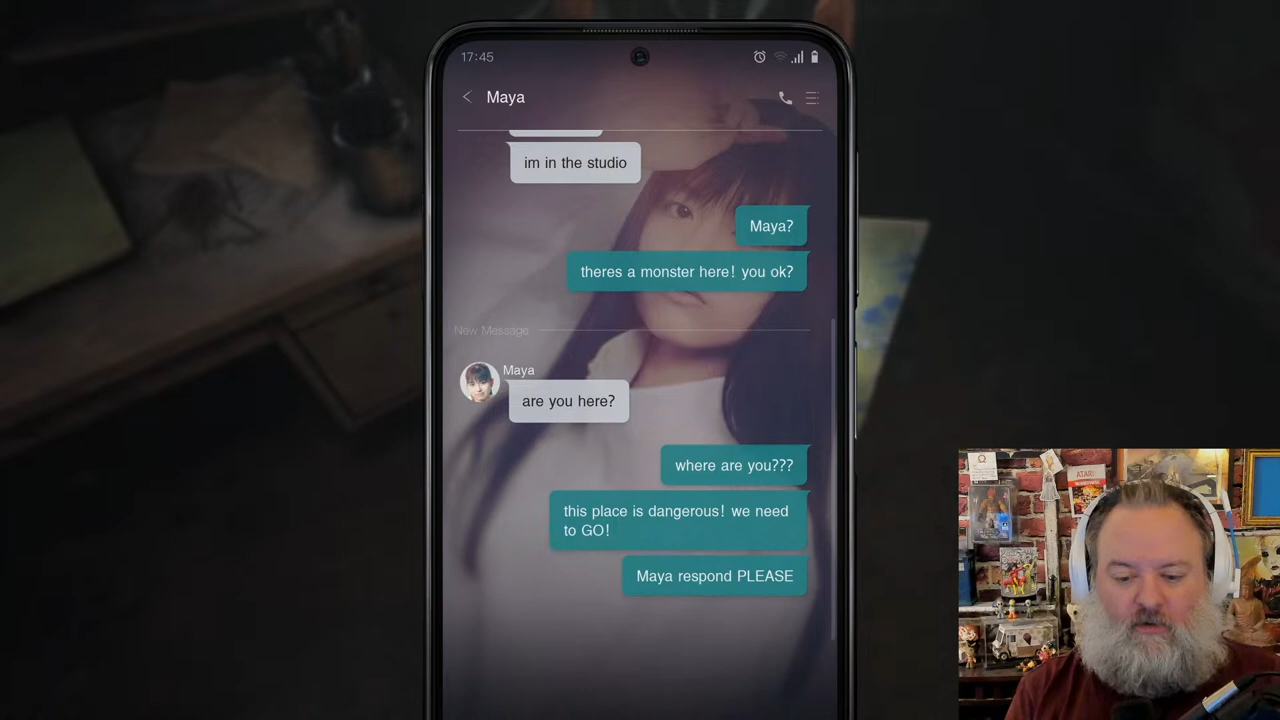 17:45
Maya
im in the studio
Maya?
theres a monster here! you ok?
New Message
Maya
are you here?
where are you???
this place is dangerous! we need
to GO!
Maya respond PLEASE
ATARI